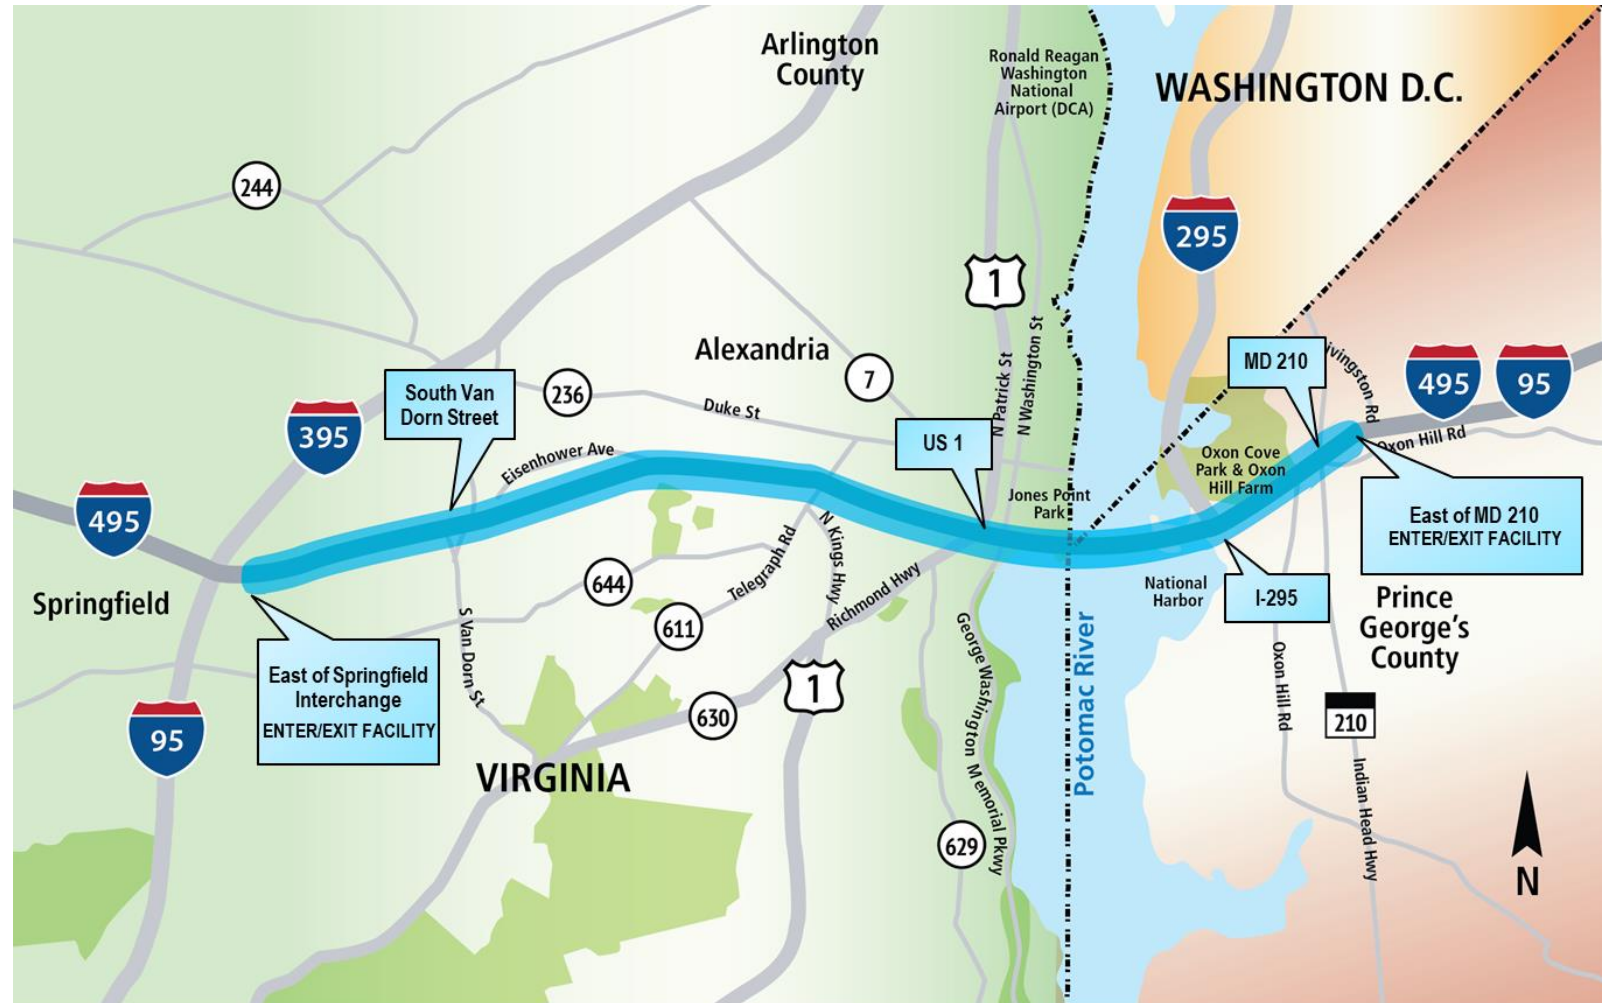 Arlington
County
Ronald Reagan
Washington
National
Airport (DCA)
WASHINGTON D.C.
244
295
1
Alexandria
N Patrick St
N Washington St
MD 210
ivingston Rd
495
95
7
236
South Van
Dorn Street
Duke St
395
US 1
Oxon Hill Rd
Eisenhower Ave
Oxon Cove
Park & Oxon
Hill Farm
Jones Point
Park
495
East of MD 210
ENTER/EXIT FACILITY
N Kings Hwy
Telegraph Rd
644
Richmond Hwy
National
Harbor
I-295
Springfield
611
S Van Dorn St
George Washington Memorial Pkwy
Potomac River
Prince
George's
County
East of Springfield
Interchange
ENTER/EXIT FACILITY
Oxon Hill Rd
1
630
210
95
VIRGINIA
Indian Head Hwy
629
N